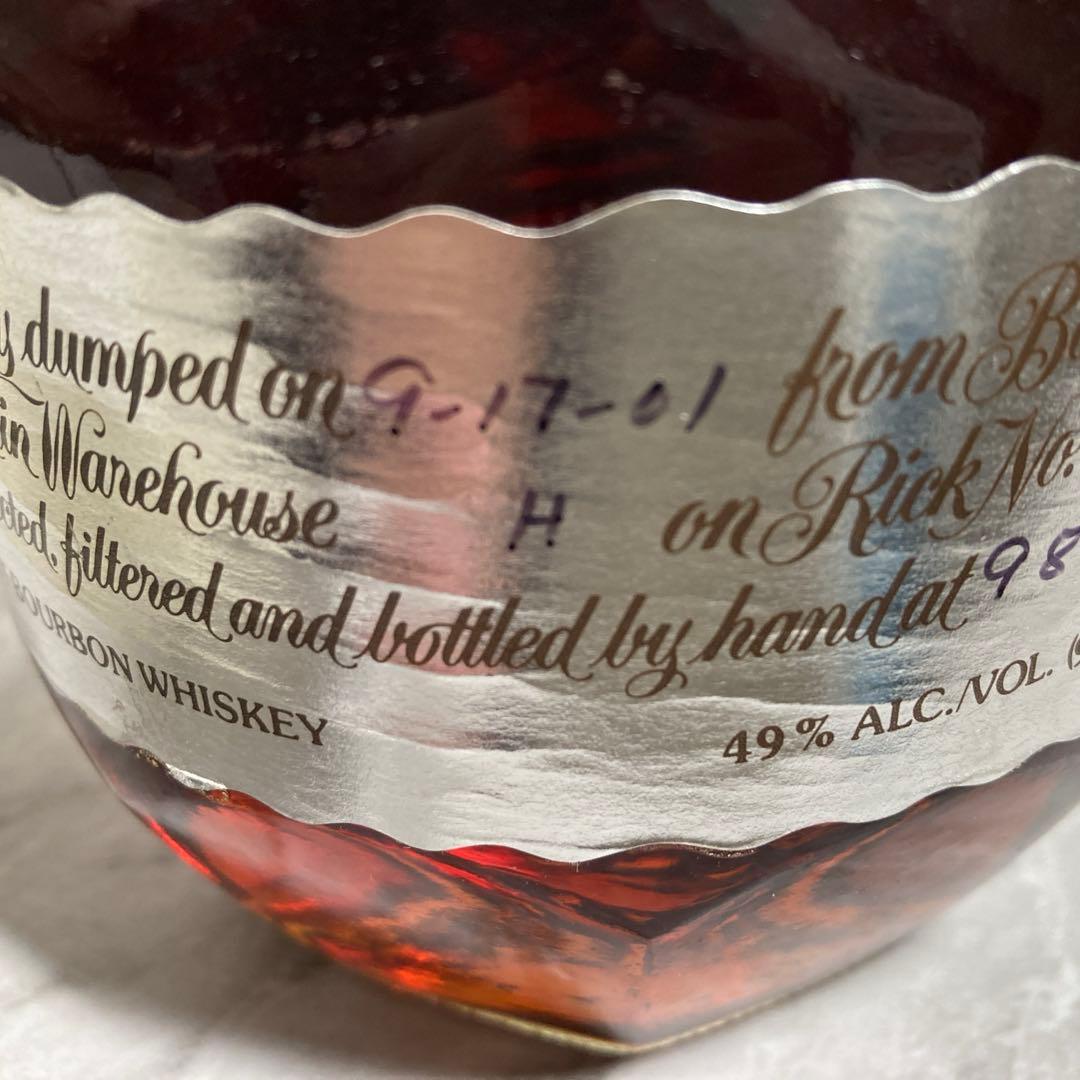 dumped on 9-17-01 from
in Warehouse H on Rick No.
filtered and bottled by hand at 98
BOURBON WHISKEY 49% ALC./VOL.